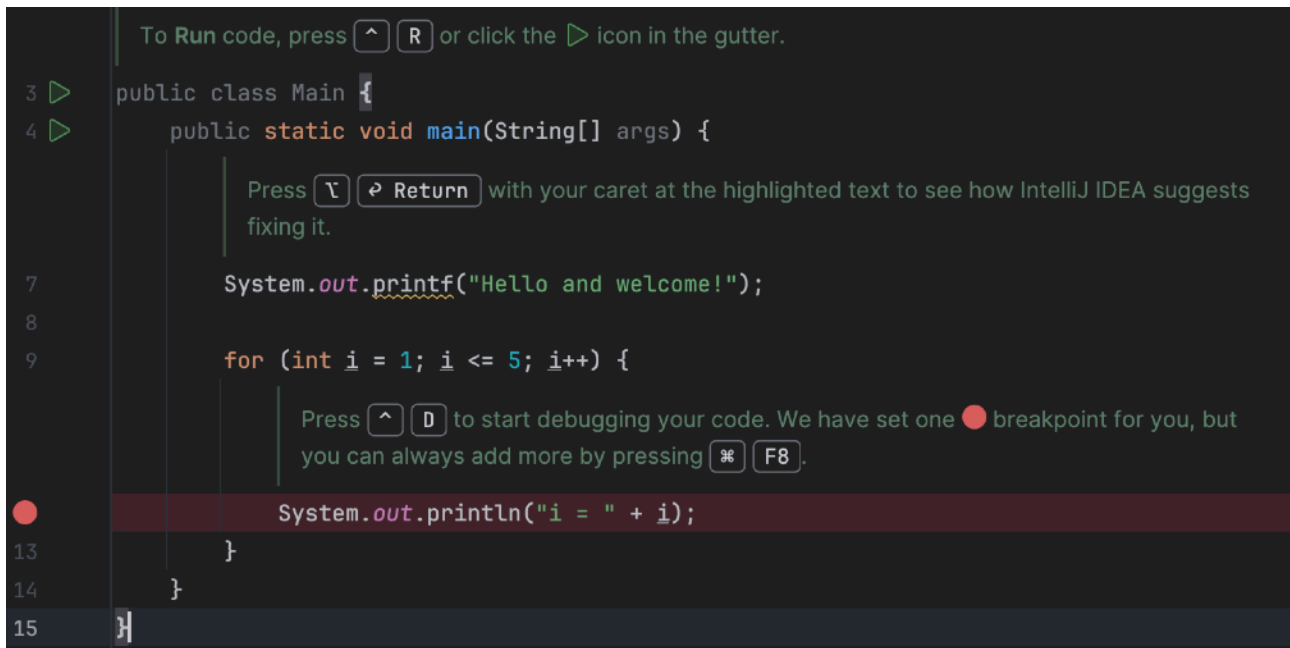 To Run code, press ^ R or click the ▷ icon in the gutter.
3 public class Main {
4 public static void main(String[] args) {
Press ⌥ ⏎ Return with your caret at the highlighted text to see how IntelliJ IDEA suggests
fixing it.
7 System.out.printf("Hello and welcome!");
8
9 for (int i = 1; i <= 5; i++) {
Press ^ D to start debugging your code. We have set one breakpoint for you, but
you can always add more by pressing ⌘ F8.
System.out.println("i = " + i);
13 }
14 }
15 }